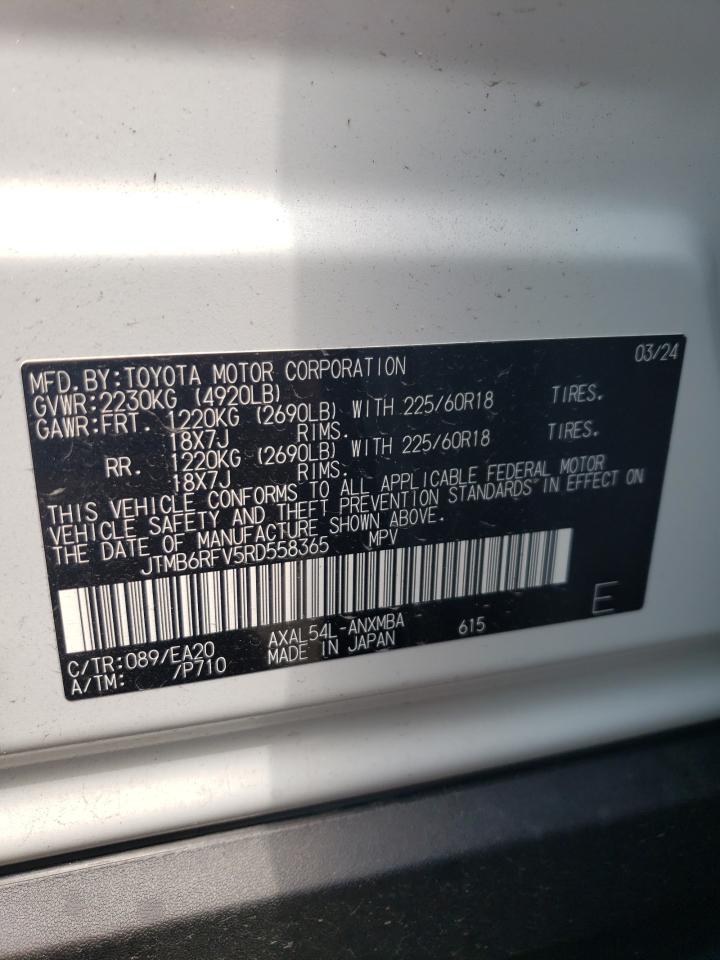 MFD.BY:TOYOTA MOTOR CORPORATION 03/24
GVWR:2230KG (4920LB)
GAWR:FRT. 1220KG (2690LB) WITH 225/60R18 TIRES.
18X7J RIMS.
RR. 1220KG (2690LB) WITH 225/60R18 TIRES.
18X7J RIMS.
THIS VEHICLE CONFORMS TO ALL APPLICABLE FEDERAL MOTOR
VEHICLE SAFETY AND THEFT PREVENTION STANDARDS IN EFFECT ON
THE DATE OF MANUFACTURE SHOWN ABOVE.
JTMB6RFV5RD558365 MPV
C/TR:089/EA20 AXAL54L-ANXMBA 615 E
A/TM: /P710 MADE IN JAPAN